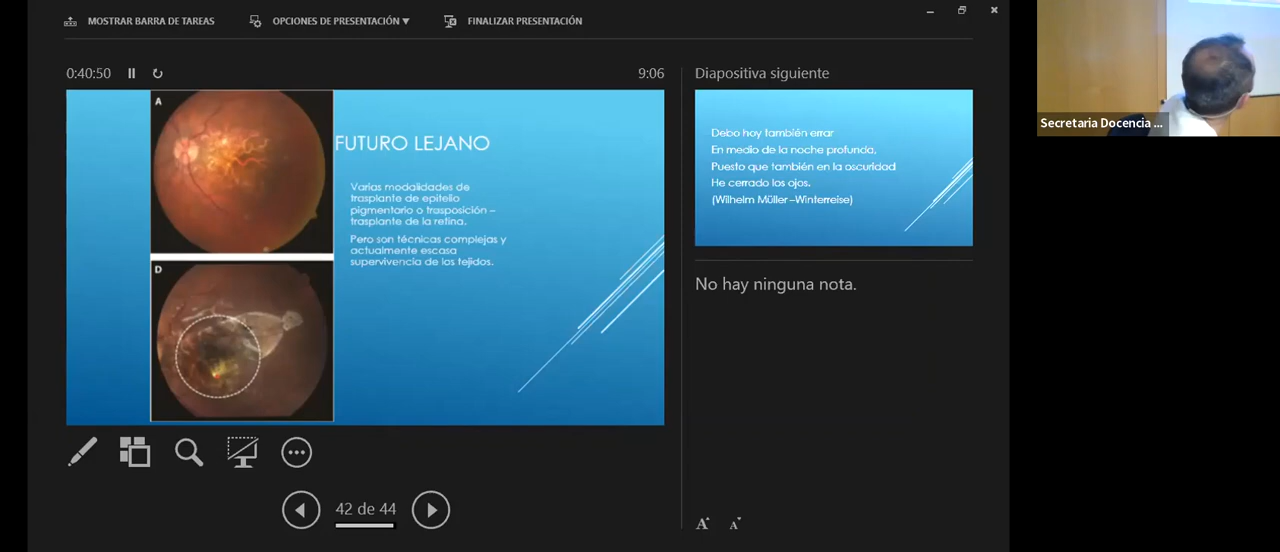 MOSTRAR BARRA DE TAREAS
OPCIONES DE PRESENTACIÓN ▼
FINALIZAR PRESENTACIÓN
0:40:50
9:06
A
D
FUTURO LEJANO
Varias modalidades de
trasplante de epitelio
pigmentario o trasposición –
trasplante de la retina.
Pero son técnicas complejas y
actualmente escasa
supervivencia de los tejidos.
42 de 44
Diapositiva siguiente
Debo hoy también errar
En medio de la noche profunda,
Puesto que también en la oscuridad
He cerrado los ojos.
(Wilhelm Müller –Winterreise)
No hay ninguna nota.
A
A
Secretaria Docencia ...